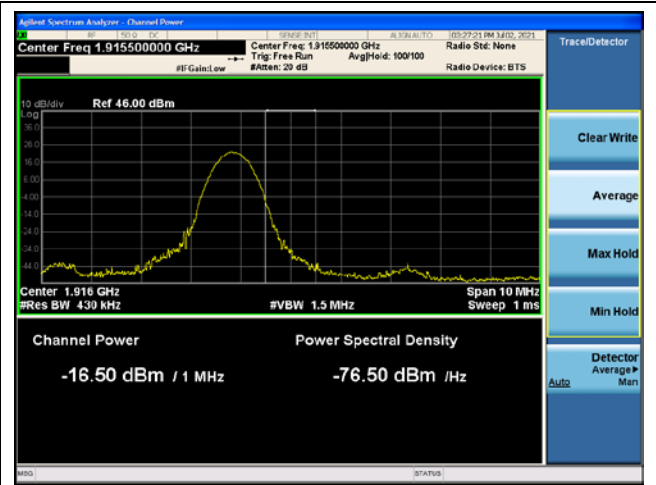 Agilent Spectrum Analyzer - Channel Power
RF 50 Ω DC SENSE:INT ALIGN AUTO 03:27:21 PM Jul 02, 2021
Center Freq 1.915500000 GHz
Center Freq: 1.915500000 GHz
Radio Std: None
Trig: Free Run Avg|Hold: 100/100
#IFGain:Low #Atten: 20 dB Radio Device: BTS
Trace/Detector
10 dB/div Ref 46.00 dBm
Log
36.0
26.0
16.0
6.00
-4.00
-14.0
-24.0
-34.0
-44.0
Center 1.916 GHz Span 10 MHz
#Res BW 430 kHz #VBW 1.5 MHz Sweep 1 ms
Channel Power Power Spectral Density
-16.50 dBm / 1 MHz -76.50 dBm /Hz
Clear Write
Average
Max Hold
Min Hold
Detector
Average
Auto Man
MSG STATUS